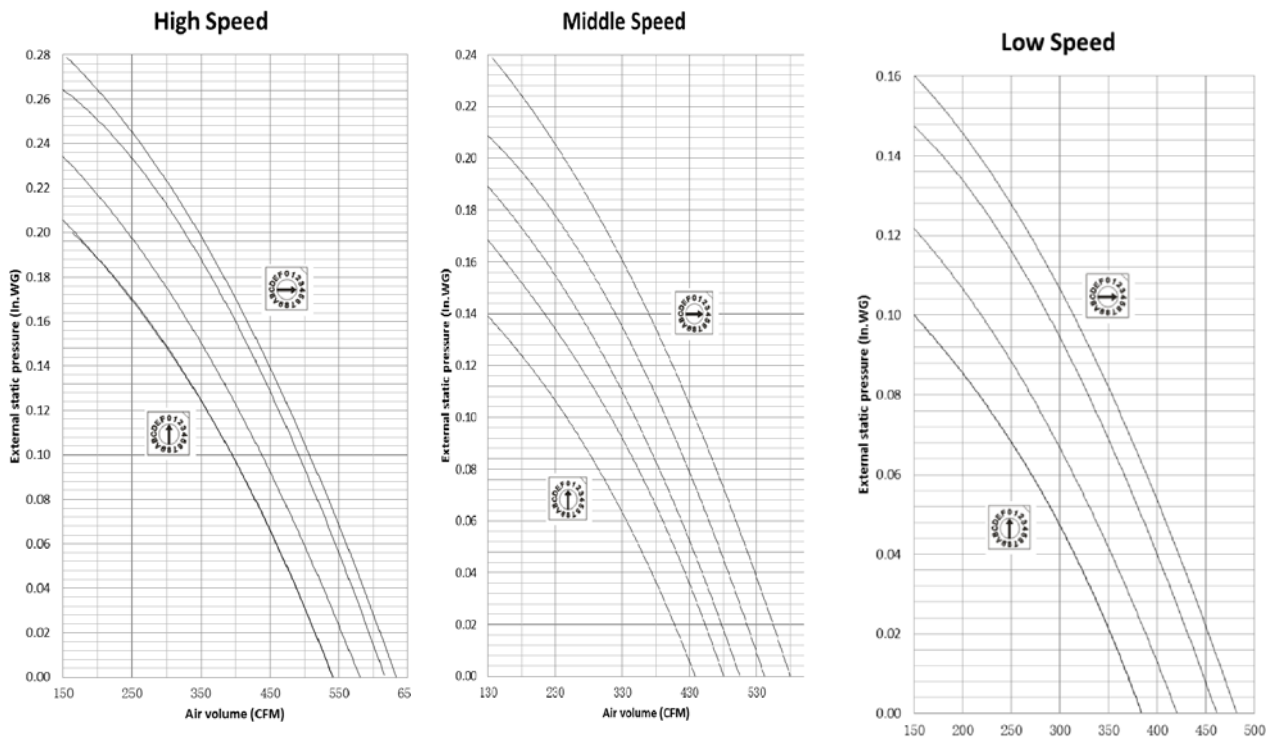 High Speed
0.28
0.26
0.24
0.22
0.20
0.18
0.16
0.14
0.12
0.10
0.08
0.06
0.04
0.02
0.00
External static pressure (In.WG)
0123456789ABCDEF
0123456789ABCDEF
150 250 350 450 550 65
Air volume (CFM)
Middle Speed
0.24
0.22
0.20
0.18
0.16
0.14
0.12
0.10
0.08
0.06
0.04
0.02
0.00
External static pressure (In.WG)
0123456789ABCDEF
0123456789ABCDEF
130 230 330 430 530
Air volume (CFM)
Low Speed
0.16
0.14
0.12
0.10
0.08
0.06
0.04
0.02
0.00
External static pressure (In.WG)
0123456789ABCDEF
0123456789ABCDEF
150 200 250 300 350 400 450 500